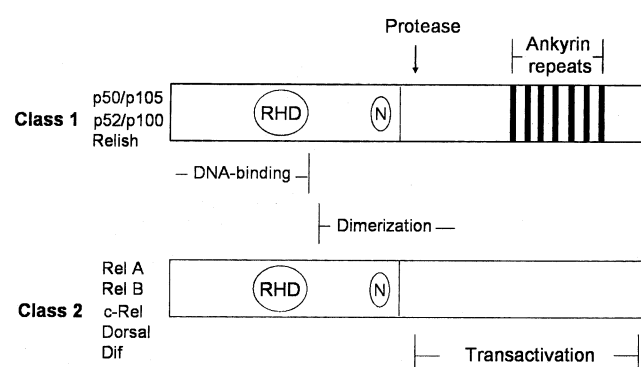 Protease
Ankyrin
repeats
Class 1
p50/p105
p52/p100
Relish
RHD
N
DNA-binding
Dimerization
Class 2
Rel A
Rel B
c-Rel
Dorsal
Dif
RHD
N
Transactivation